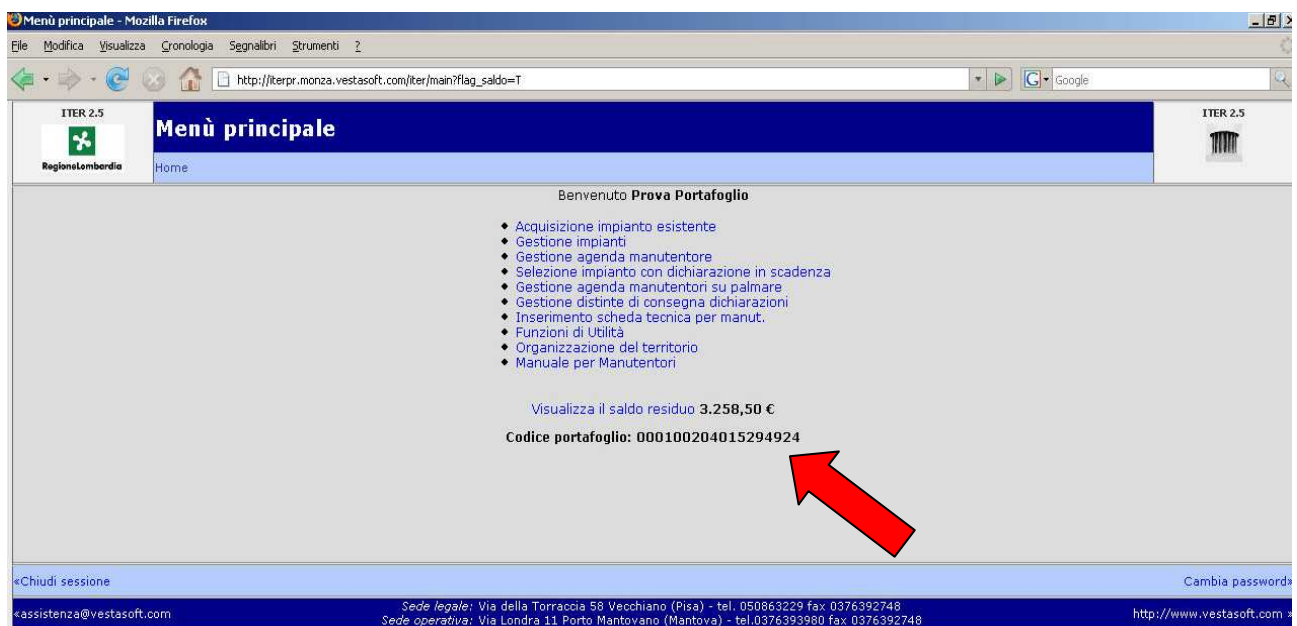 Menù principale - Mozilla Firefox
File Modifica Visualizza Cronologia Segnalibri Strumenti ?
http://iterpr.monza.vestasoft.com/iter/main?flag_saldo=T
G Google
ITER 2.5
RegioneLombardia
Menù principale
Home
ITER 2.5
Benvenuto Prova Portafoglio
Acquisizione impianto esistente
Gestione impianti
Gestione agenda manutentore
Selezione impianto con dichiarazione in scadenza
Gestione agenda manutentori su palmare
Gestione distinte di consegna dichiarazioni
Inserimento scheda tecnica per manut.
Funzioni di Utilità
Organizzazione del territorio
Manuale per Manutentori
Visualizza il saldo residuo 3.258,50 €
Codice portafoglio: 000100204015294924
«Chiudi sessione
Cambia password»
«assistenza@vestasoft.com
Sede legale: Via della Torraccia 58 Vecchiano (Pisa) - tel. 050863229 fax 0376392748
Sede operativa: Via Londra 11 Porto Mantovano (Mantova) - tel.0376393980 fax 0376392748
http://www.vestasoft.com »